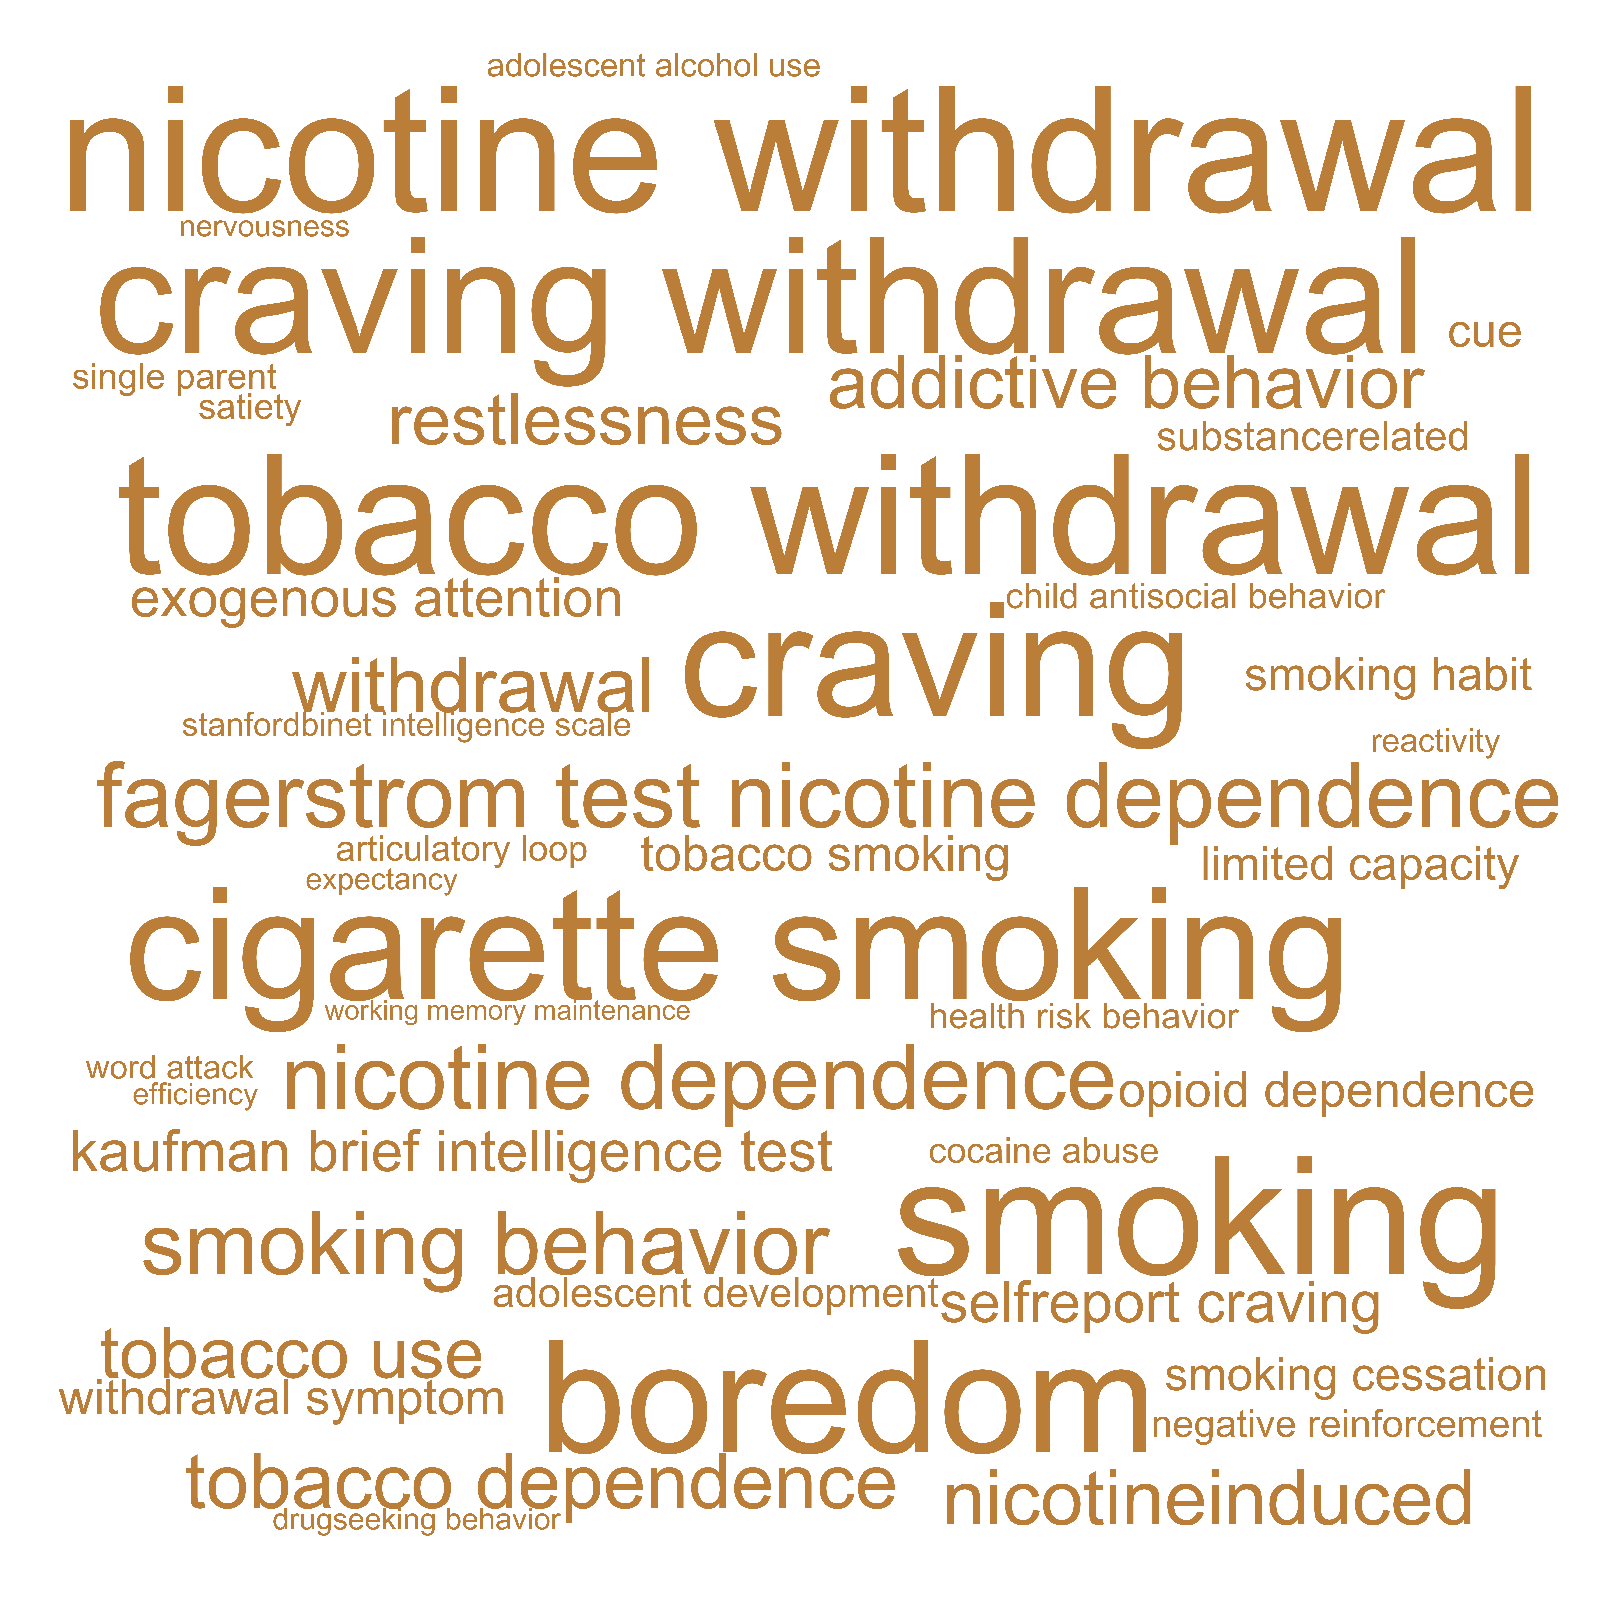 adolescent alcohol use
nicotine withdrawal
nervousness
craving withdrawal
cue
single parent
addictive behavior
satiety
restlessness
substancerelated
tobacco withdrawal
exogenous attention
child antisocial behavior
craving
withdrawal
smoking habit
stanfordbinet intelligence scale
reactivity
fagerstrom test nicotine dependence
articulatory loop
tobacco smoking
limited capacity
expectancy
cigarette smoking
working memory maintenance
health risk behavior
word attack
nicotine dependence
opioid dependence
efficiency
kaufman brief intelligence test
cocaine abuse
smoking
smoking behavior
adolescent development
selfreport craving
tobacco use
boredom
smoking cessation
withdrawal symptom
negative reinforcement
tobacco dependence
nicotineinduced
drugseeking behavior